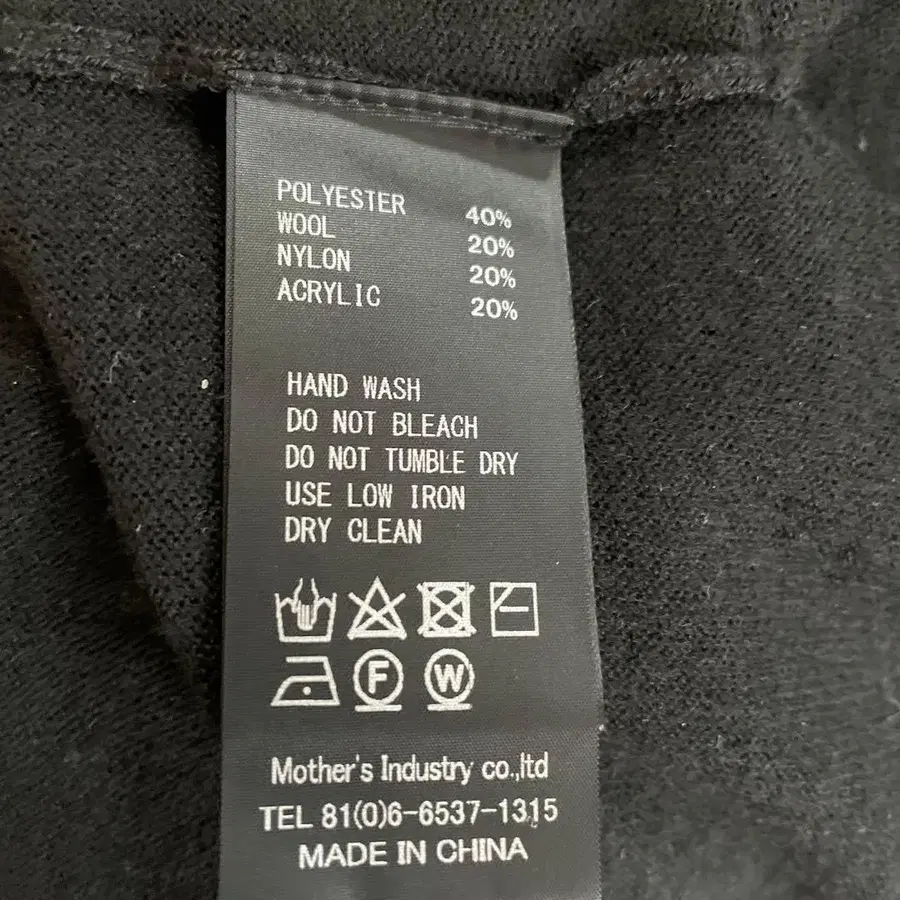 POLYESTER 40%
WOOL 20%
NYLON 20%
ACRYLIC 20%
HAND WASH
DO NOT BLEACH
DO NOT TUMBLE DRY
USE LOW IRON
DRY CLEAN
F W
Mother's Industry co.,ltd
TEL 81(0)6-6537-1315
MADE IN CHINA